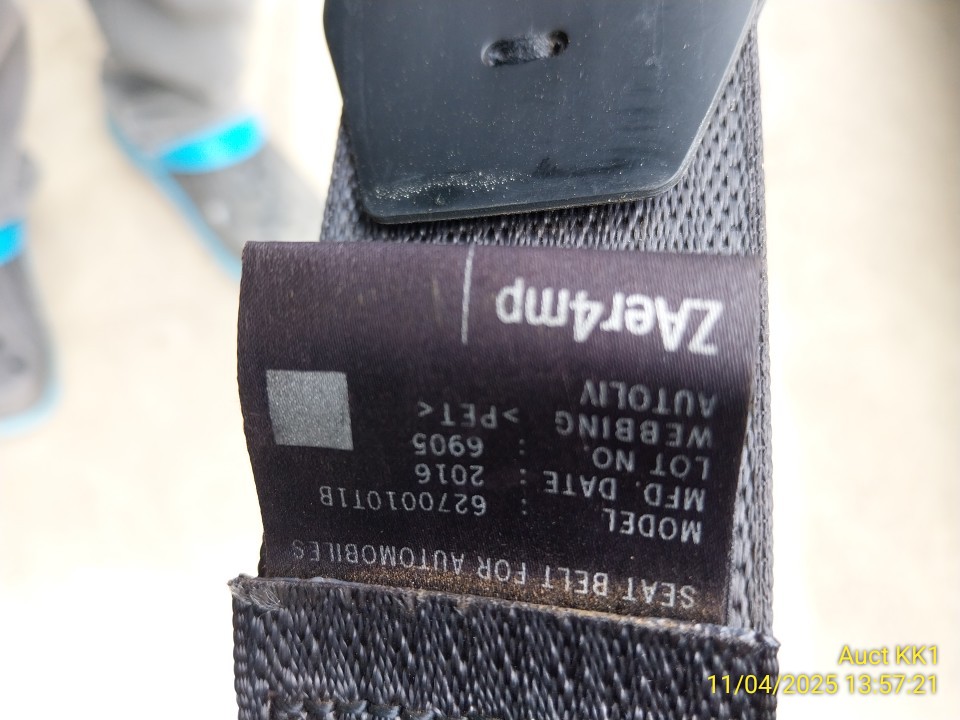 SEAT BELT FOR AUTOMOBILES
MODEL : 6270010T1B
MFD. DATE : 2016
LOT NO. : 6905
WEBBING >PET<
AUTOLIV
ZAer4mp
Auct KK1
11/04/2025 13:57:21